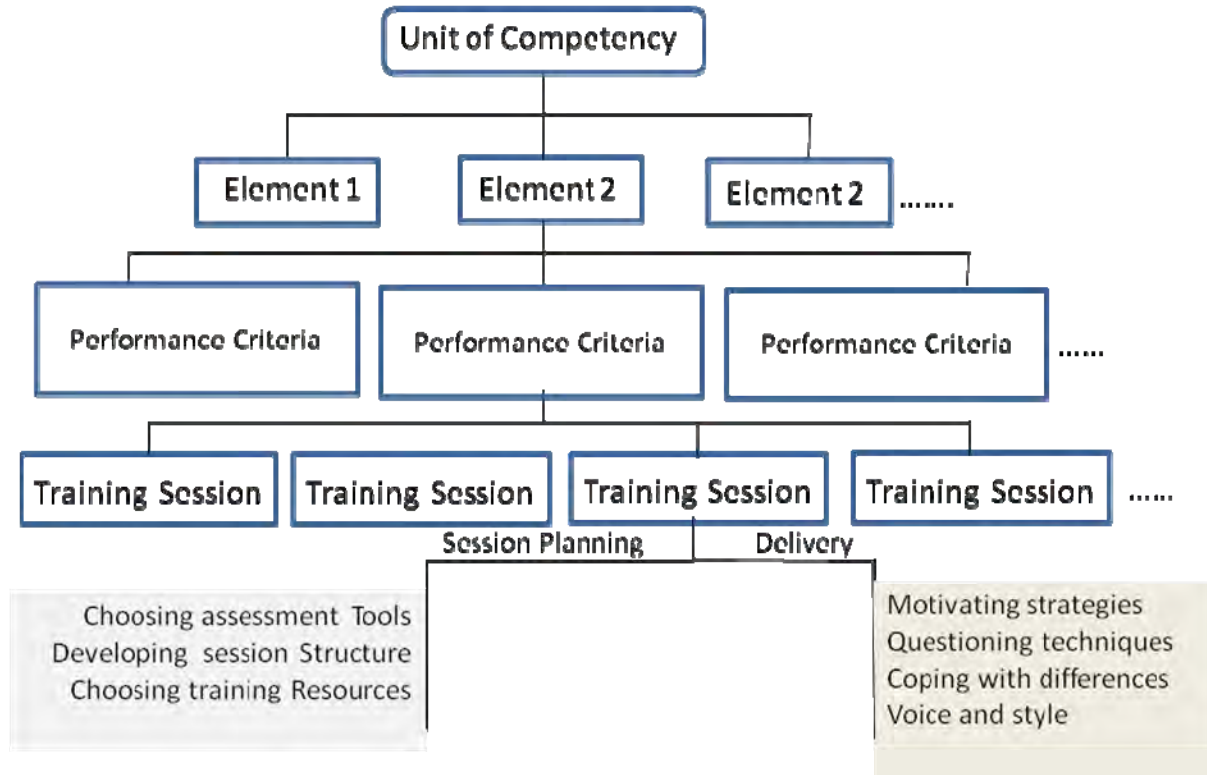 Unit of Competency
Element 1 Element 2 Element 2 .......
Performance Criteria Performance Criteria Performance Criteria ......
Training Session Training Session Training Session Training Session ......
Session Planning Delivery
Choosing assessment Tools
Developing session Structure
Choosing training Resources
Motivating strategies
Questioning techniques
Coping with differences
Voice and style